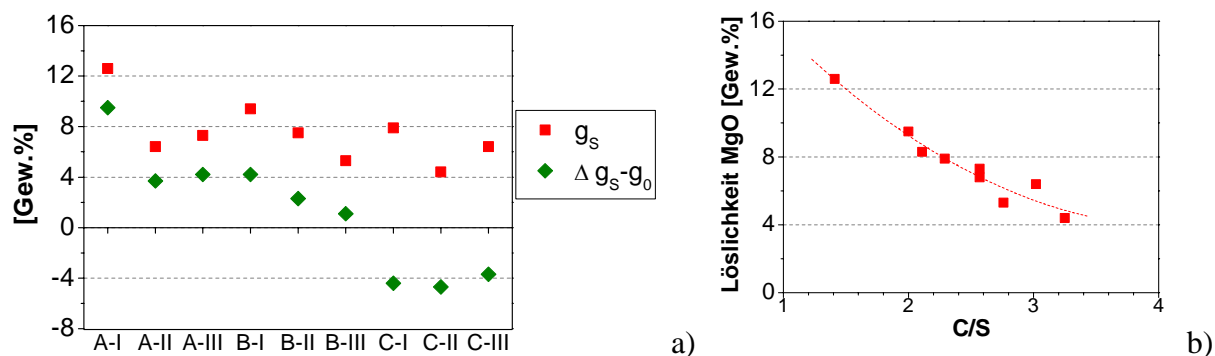 [Gew.%]
16
12
8
4
0
-4
-8
A-I A-II A-III B-I B-II B-III C-I C-II C-III
g_S
Δ g_S-g_0
a)
Löslichkeit MgO [Gew.%]
16
12
8
4
0
1 2 3 4
C/S
b)